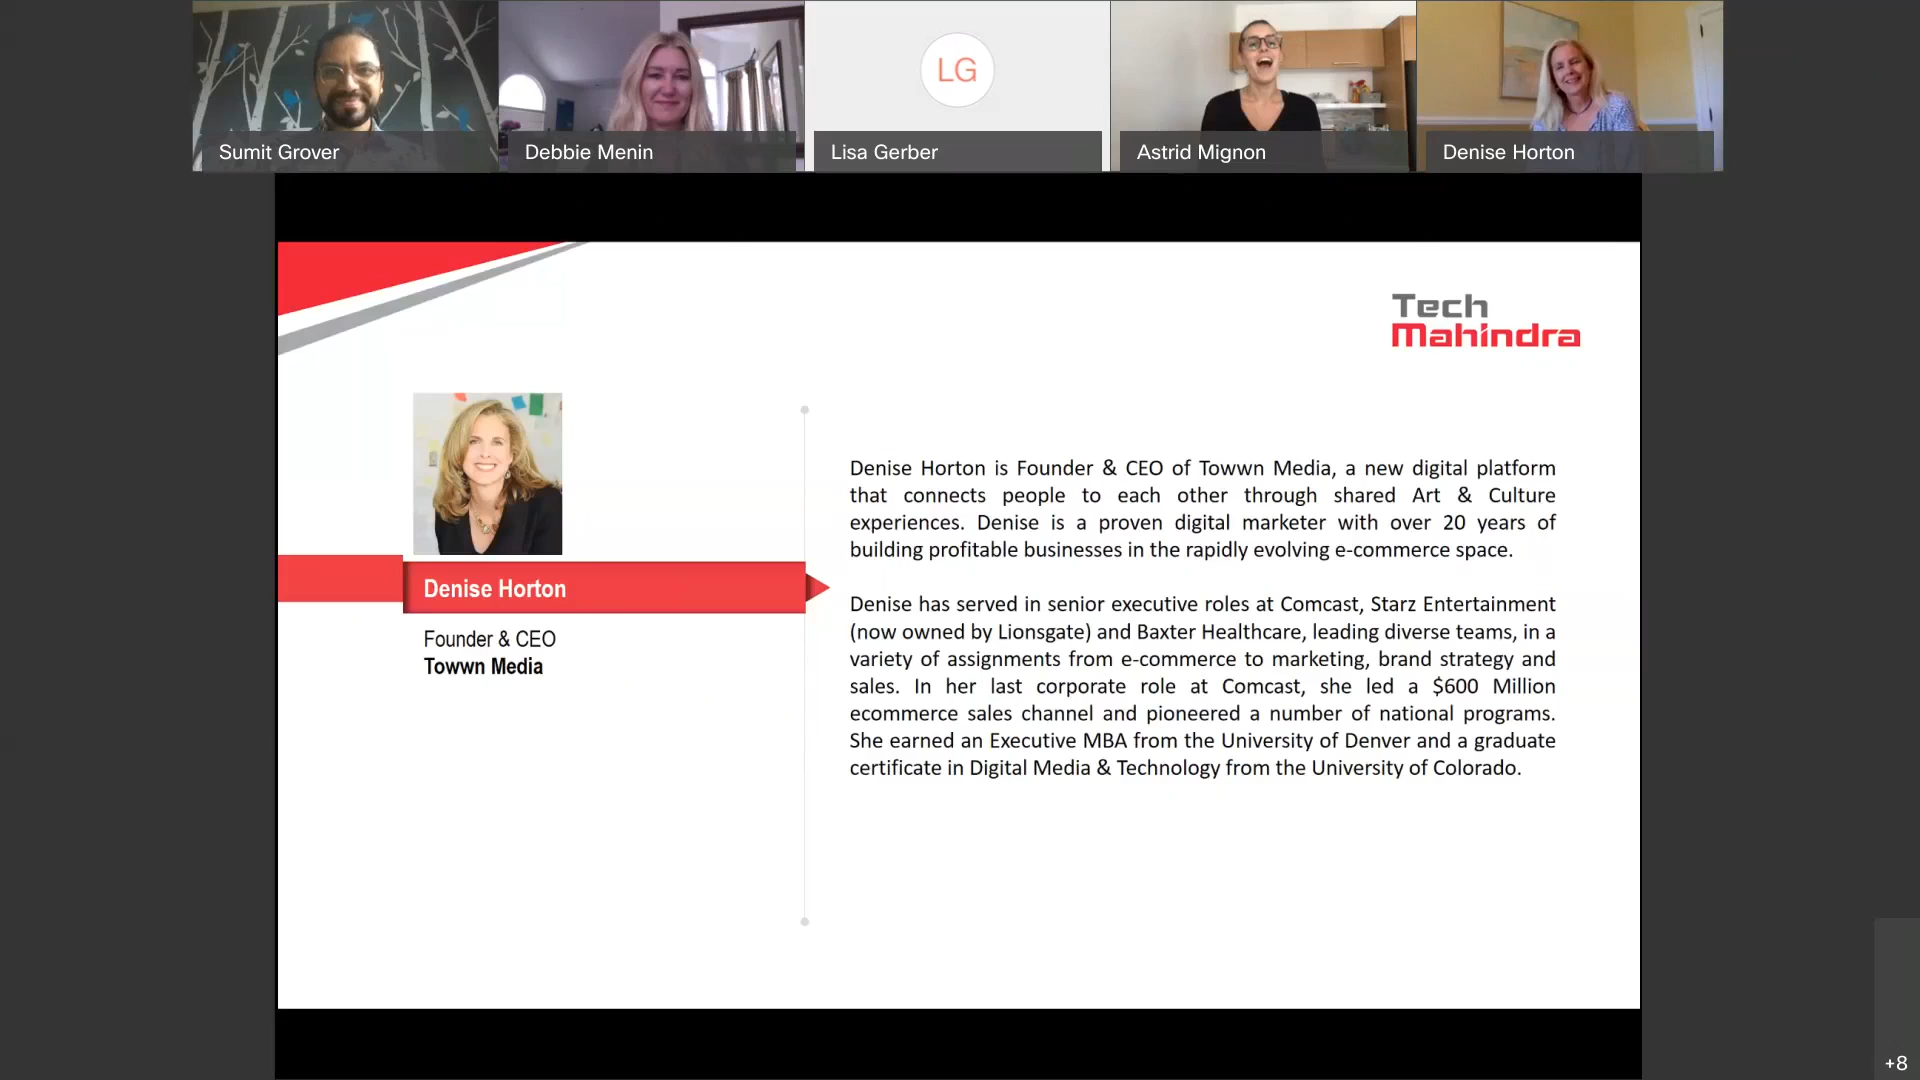 Sumit Grover
Debbie Menin
LG
Lisa Gerber
Astrid Mignon
Denise Horton
Tech
Mahindra
Denise Horton
Founder & CEO
Towwn Media
Denise Horton is Founder & CEO of Towwn Media, a new digital platform
that connects people to each other through shared Art & Culture
experiences. Denise is a proven digital marketer with over 20 years of
building profitable businesses in the rapidly evolving e-commerce space.
Denise has served in senior executive roles at Comcast, Starz Entertainment
(now owned by Lionsgate) and Baxter Healthcare, leading diverse teams, in a
variety of assignments from e-commerce to marketing, brand strategy and
sales. In her last corporate role at Comcast, she led a $600 Million
ecommerce sales channel and pioneered a number of national programs.
She earned an Executive MBA from the University of Denver and a graduate
certificate in Digital Media & Technology from the University of Colorado.
+8